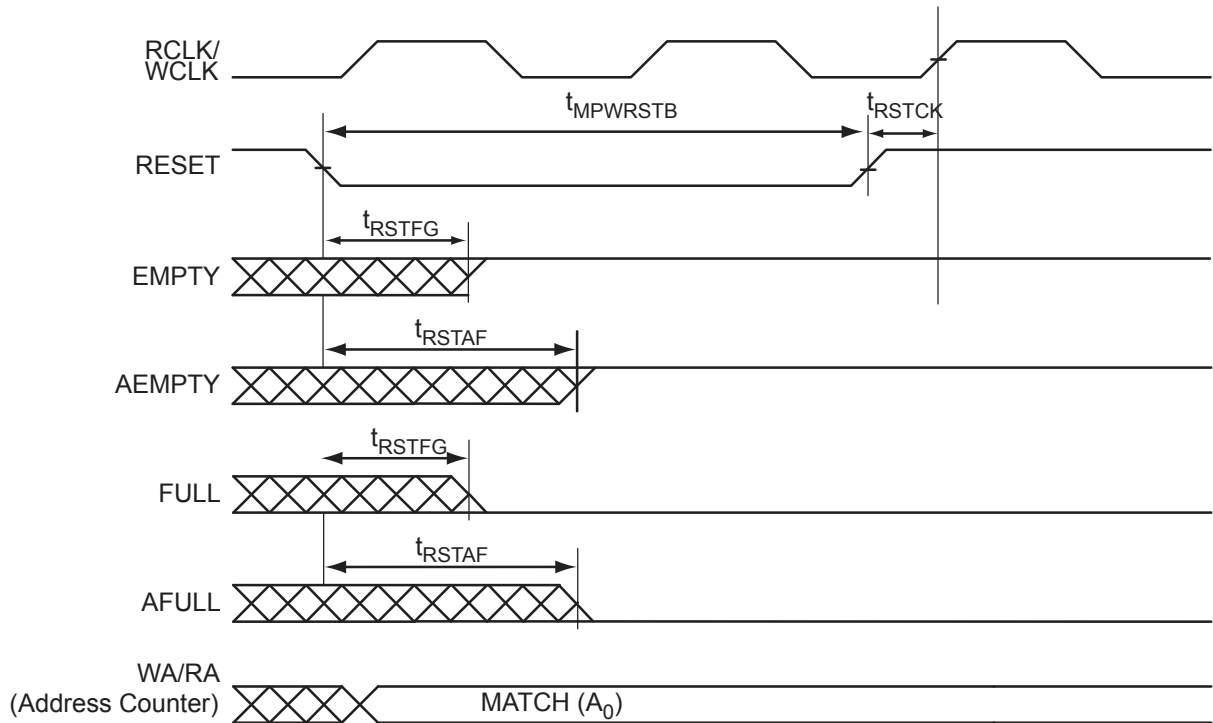 RCLK/
WCLK
tMPWRSTB
tRSTCK
RESET
tRSTFG
EMPTY
tRSTAF
AEMPTY
tRSTFG
FULL
tRSTAF
AFULL
WA/RA
(Address Counter)
MATCH (A0)